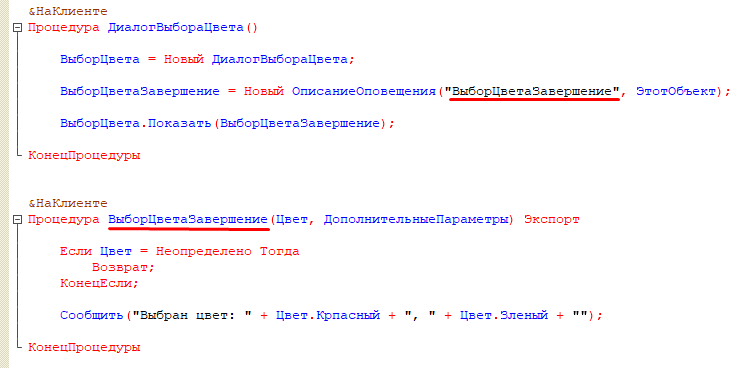 &НаКлиенте
Процедура ДиалогВыбораЦвета()
ВыборЦвета = Новый ДиалогВыбораЦвета;
ВыборЦветаЗавершение = Новый ОписаниеОповещения("ВыборЦветаЗавершение", ЭтотОбъект);
ВыборЦвета.Показать(ВыборЦветаЗавершение);
КонецПроцедуры
&НаКлиенте
Процедура ВыборЦветаЗавершение(Цвет, ДополнительныеПараметры) Экспорт
Если Цвет = Неопределено Тогда
Возврат;
КонецЕсли;
Сообщить("Выбран цвет: " + Цвет.Крпасный + ", " + Цвет.Зленый + "");
КонецПроцедуры